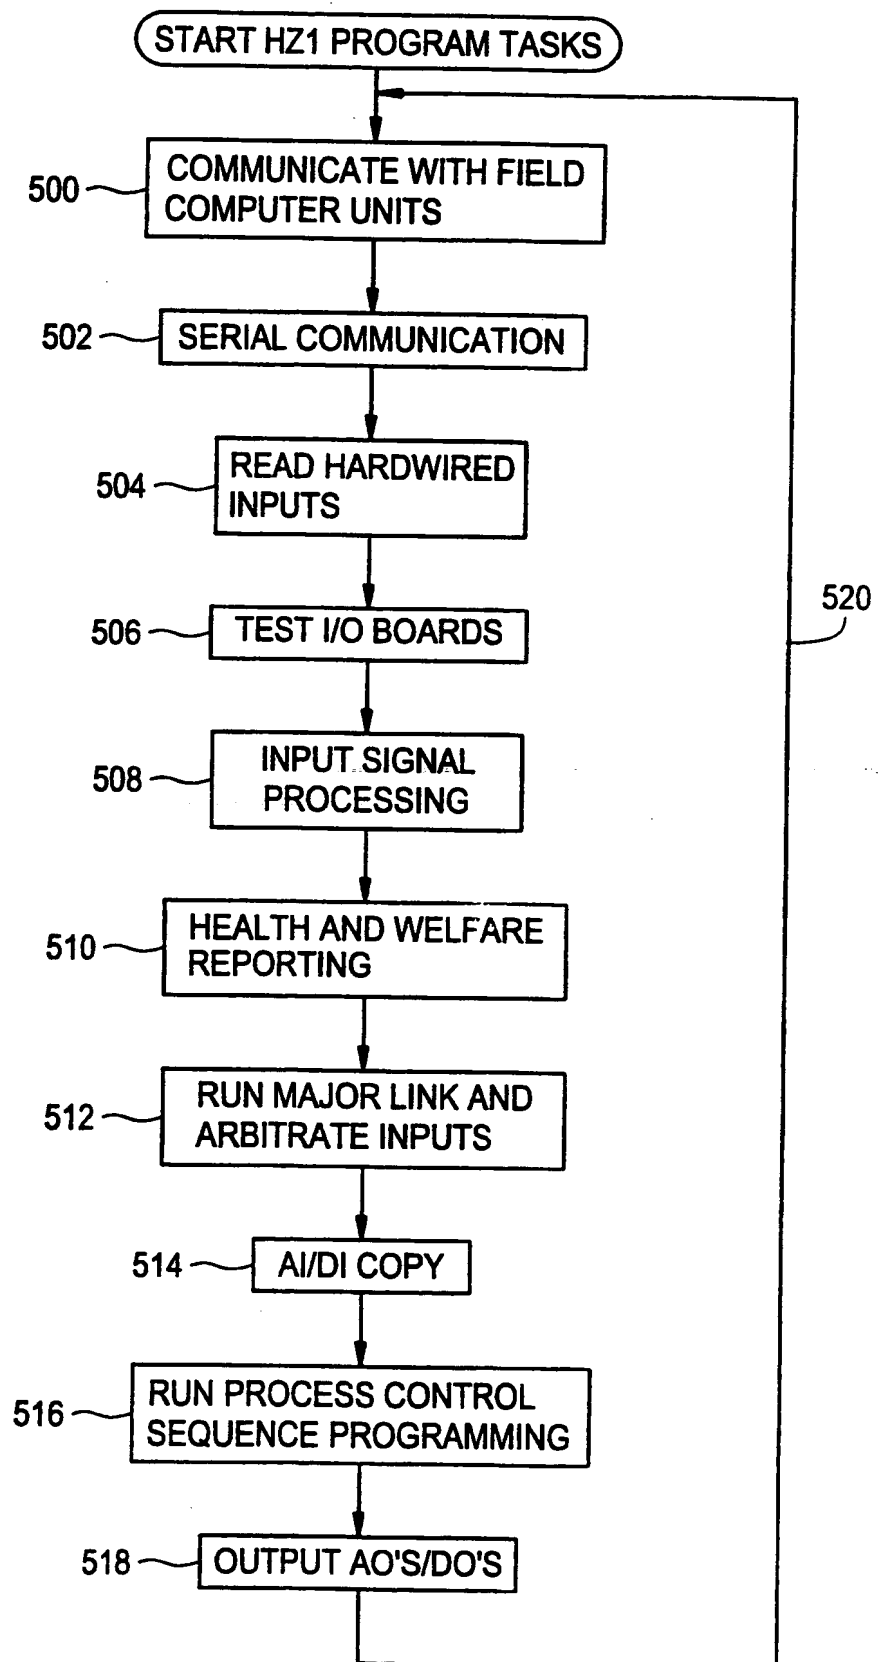 START HZ1 PROGRAM TASKS
500
COMMUNICATE WITH FIELD
COMPUTER UNITS
502
SERIAL COMMUNICATION
504
READ HARDWIRED
INPUTS
506
TEST I/O BOARDS
520
508
INPUT SIGNAL
PROCESSING
510
HEALTH AND WELFARE
REPORTING
512
RUN MAJOR LINK AND
ARBITRATE INPUTS
514
AI/DI COPY
516
RUN PROCESS CONTROL
SEQUENCE PROGRAMMING
518
OUTPUT AO'S/DO'S